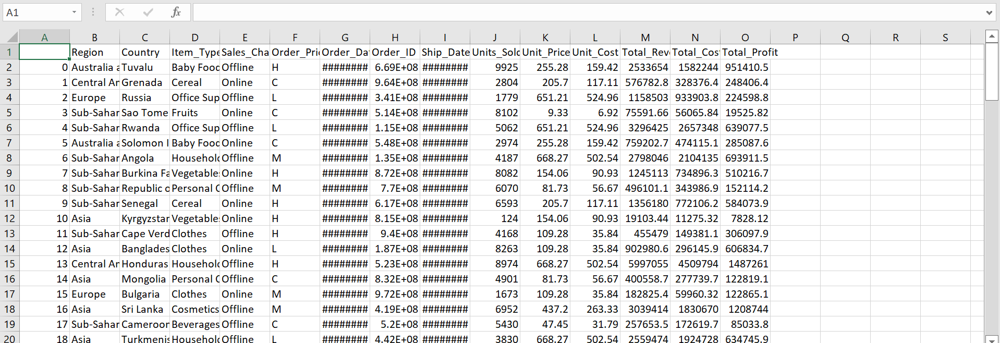 A1 fx
A B C D E F G H I J K L M N O P Q R S
1 Region Country Item_Type Sales_Cha Order_Pri Order_Da Order_ID Ship_Date Units_Sold Unit_Price Unit_Cost Total_Rev Total_Cos Total_Profit
2 0 Australia a Tuvalu Baby Food Offline H ######## 6.69E+08 ######## 9925 255.28 159.42 2533654 1582244 951410.5
3 1 Central An Grenada Cereal Online C ######## 9.64E+08 ######## 2804 205.7 117.11 576782.8 328376.4 248406.4
4 2 Europe Russia Office Sup Offline L ######## 3.41E+08 ######## 1779 651.21 524.96 1158503 933903.8 224598.8
5 3 Sub-Sahar Sao Tome Fruits Online C ######## 5.14E+08 ######## 8102 9.33 6.92 75591.66 56065.84 19525.82
6 4 Sub-Sahar Rwanda Office Sup Offline L ######## 1.15E+08 ######## 5062 651.21 524.96 3296425 2657348 639077.5
7 5 Australia a Solomon I Baby Food Online C ######## 5.48E+08 ######## 2974 255.28 159.42 759202.7 474115.1 285087.6
8 6 Sub-Sahar Angola Household Offline M ######## 1.35E+08 ######## 4187 668.27 502.54 2798046 2104135 693911.5
9 7 Sub-Sahar Burkina Fa Vegetables Online H ######## 8.72E+08 ######## 8082 154.06 90.93 1245113 734896.3 510216.7
10 8 Sub-Sahar Republic o Personal C Offline M ######## 7.7E+08 ######## 6070 81.73 56.67 496101.1 343986.9 152114.2
11 9 Sub-Sahar Senegal Cereal Online H ######## 6.17E+08 ######## 6593 205.7 117.11 1356180 772106.2 584073.9
12 10 Asia Kyrgyzstan Vegetables Online H ######## 8.15E+08 ######## 124 154.06 90.93 19103.44 11275.32 7828.12
13 11 Sub-Sahar Cape Verd Clothes Offline H ######## 9.4E+08 ######## 4168 109.28 35.84 455479 149381.1 306097.9
14 12 Asia Banglades Clothes Online L ######## 1.87E+08 ######## 8263 109.28 35.84 902980.6 296145.9 606834.7
15 13 Central An Honduras Household Offline H ######## 5.23E+08 ######## 8974 668.27 502.54 5997055 4509794 1487261
16 14 Asia Mongolia Personal C Offline C ######## 8.32E+08 ######## 4901 81.73 56.67 400558.7 277739.7 122819.1
17 15 Europe Bulgaria Clothes Online M ######## 9.72E+08 ######## 1673 109.28 35.84 182825.4 59960.32 122865.1
18 16 Asia Sri Lanka Cosmetics Offline M ######## 4.19E+08 ######## 6952 437.2 263.33 3039414 1830670 1208744
19 17 Sub-Sahar Cameroon Beverages Offline C ######## 5.2E+08 ######## 5430 47.45 31.79 257653.5 172619.7 85033.8
20 18 Asia Turkmenis Household Offline L ######## 4.42E+08 ######## 3830 668.27 502.54 2559474 1924728 634745.9